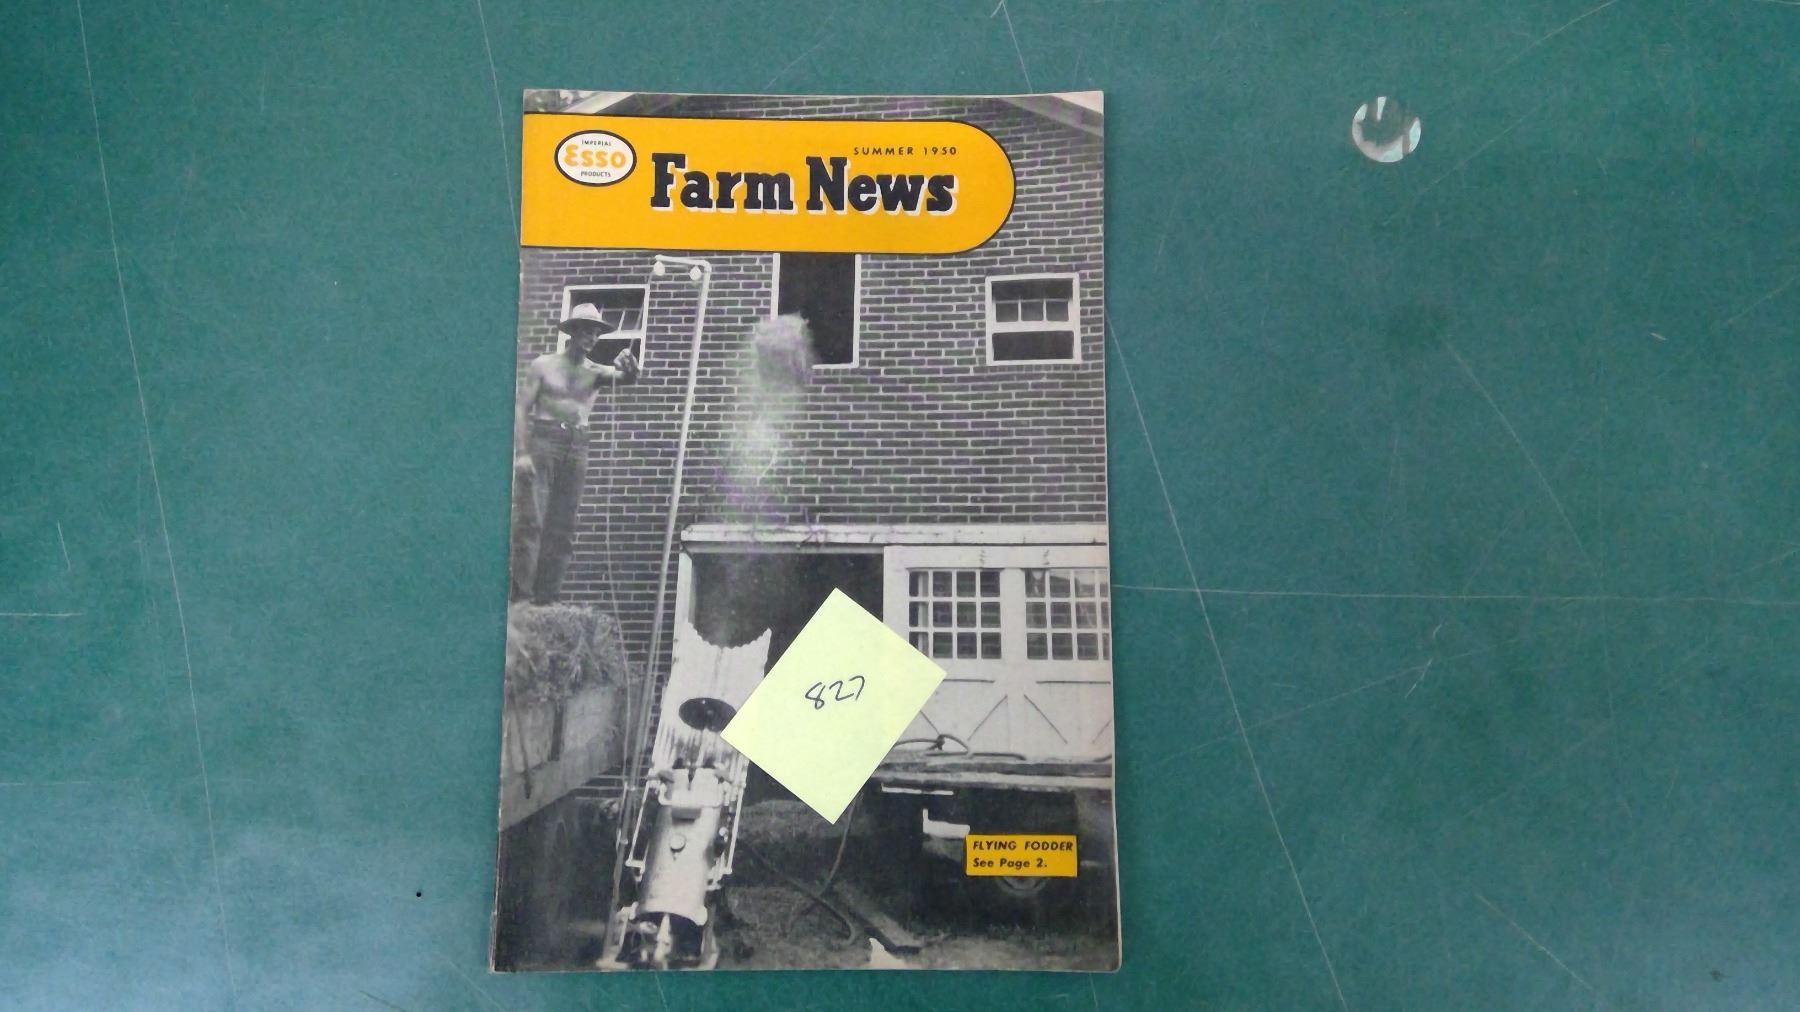 IMPERIAL
Esso
PRODUCTS
SUMMER 1950
Farm News
827
FLYING FODDER
See Page 2.